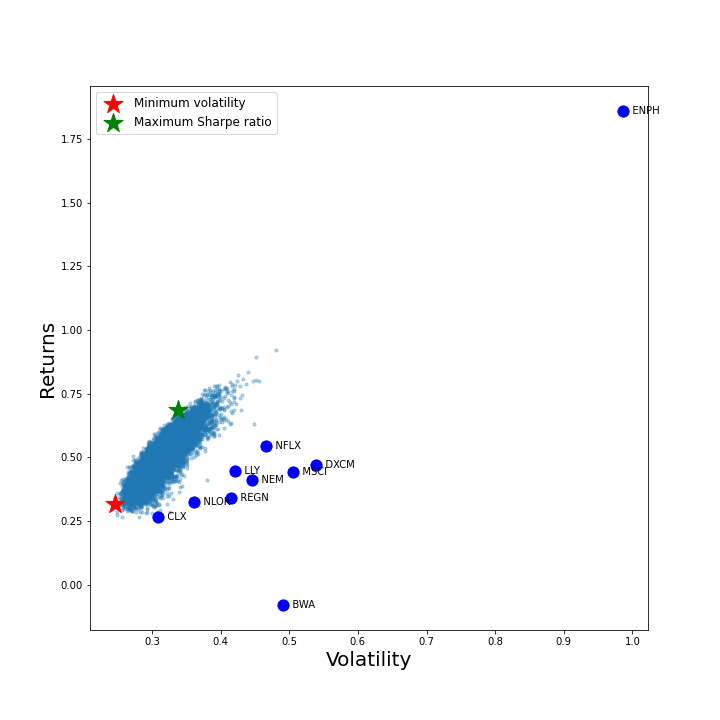 Minimum volatility
Maximum Sharpe ratio
ENPH
1.75
1.50
1.25
1.00
0.75
0.50
0.25
0.00
Returns
NFLX
DXCM
LLY
MSCI
NEM
REGN
NLOK
CLX
BWA
0.3 0.4 0.5 0.6 0.7 0.8 0.9 1.0
Volatility